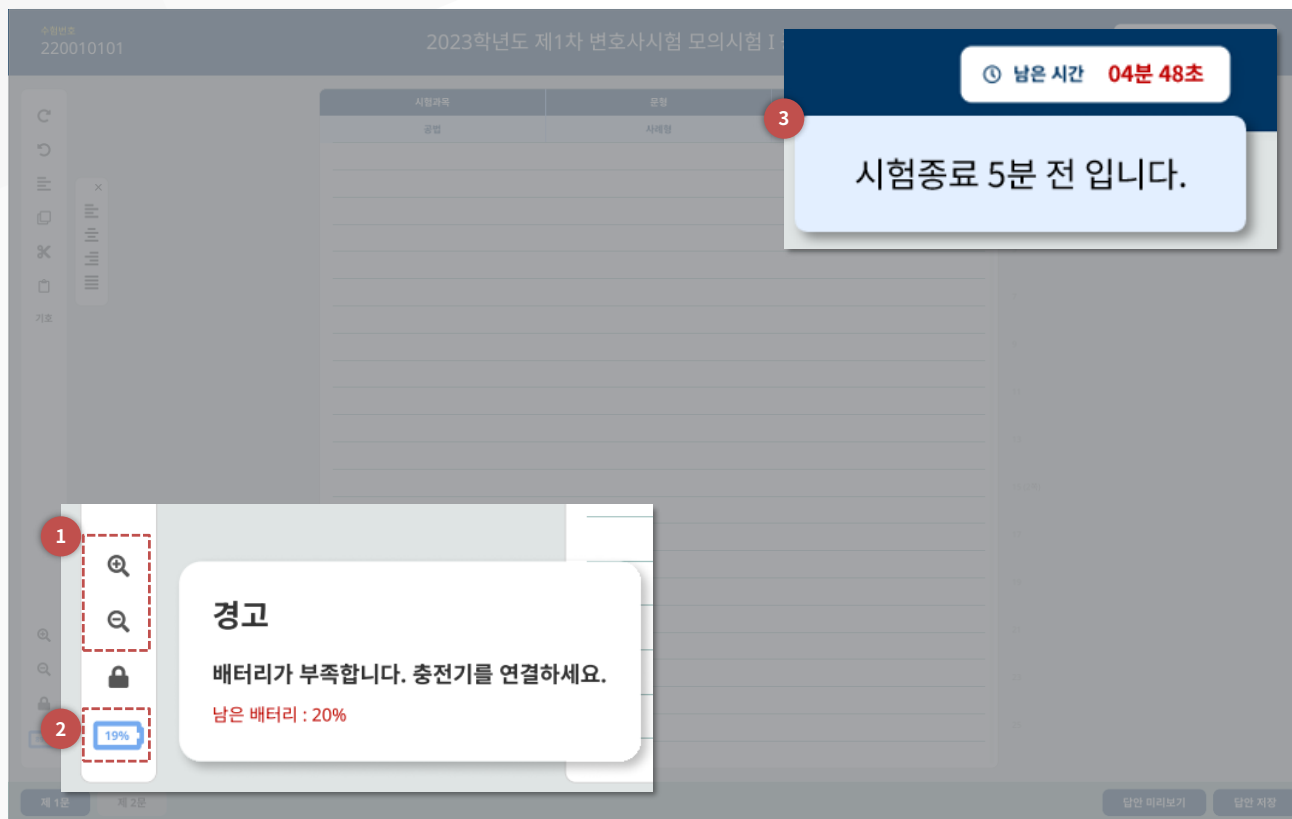 수험번호
220010101
2023학년도 제1차 변호사시험 모의시험 I
남은 시간 04분 48초
3
시험종료 5분 전 입니다.
시험과목 문형
공법 사례형
기호
1
경고
배터리가 부족합니다. 충전기를 연결하세요.
남은 배터리 : 20%
2
19%
제 1문 제 2문 답안 미리보기 답안 저장